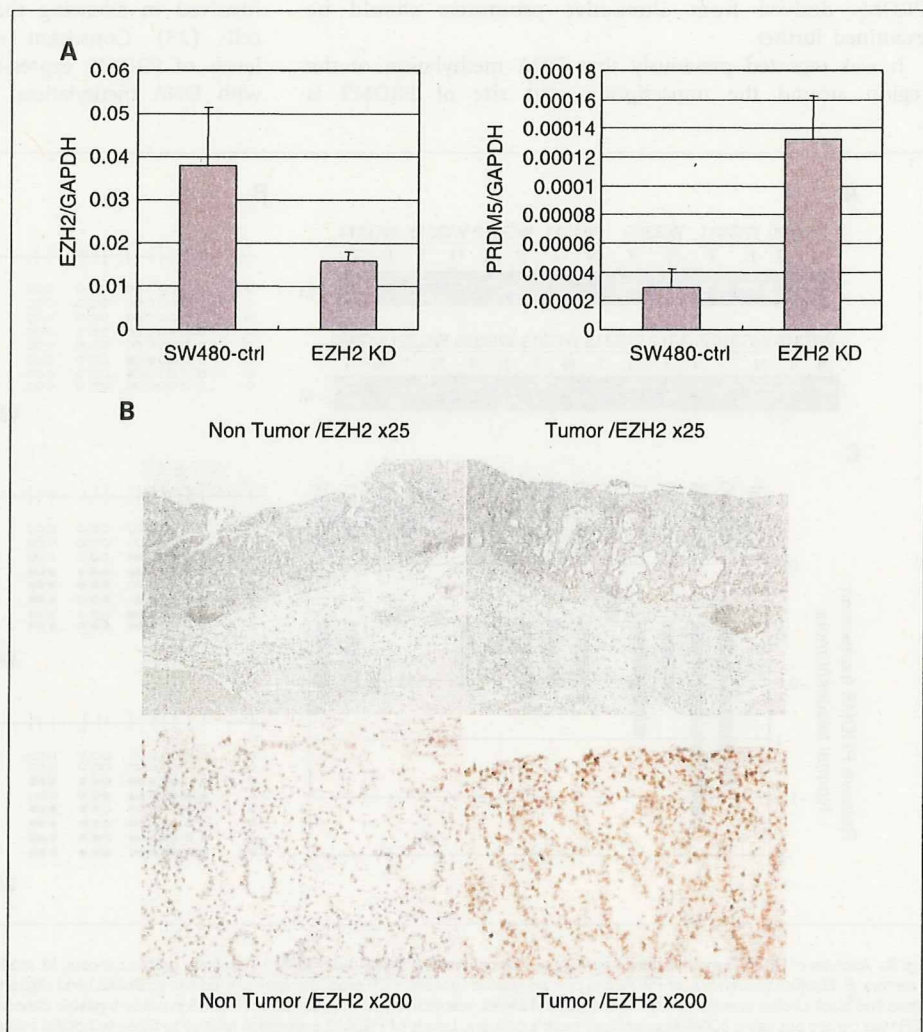 A
0.06
0.05
0.04
0.03
0.02
0.01
0
EZH2/GAPDH
SW480-ctrl
EZH2 KD
0.00018
0.00016
0.00014
0.00012
0.0001
0.00008
0.00006
0.00004
0.00002
0
PRDM5/GAPDH
SW480-ctrl
EZH2 KD
B
Non Tumor /EZH2 x25
Tumor /EZH2 x25
Non Tumor /EZH2 x200
Tumor /EZH2 x200